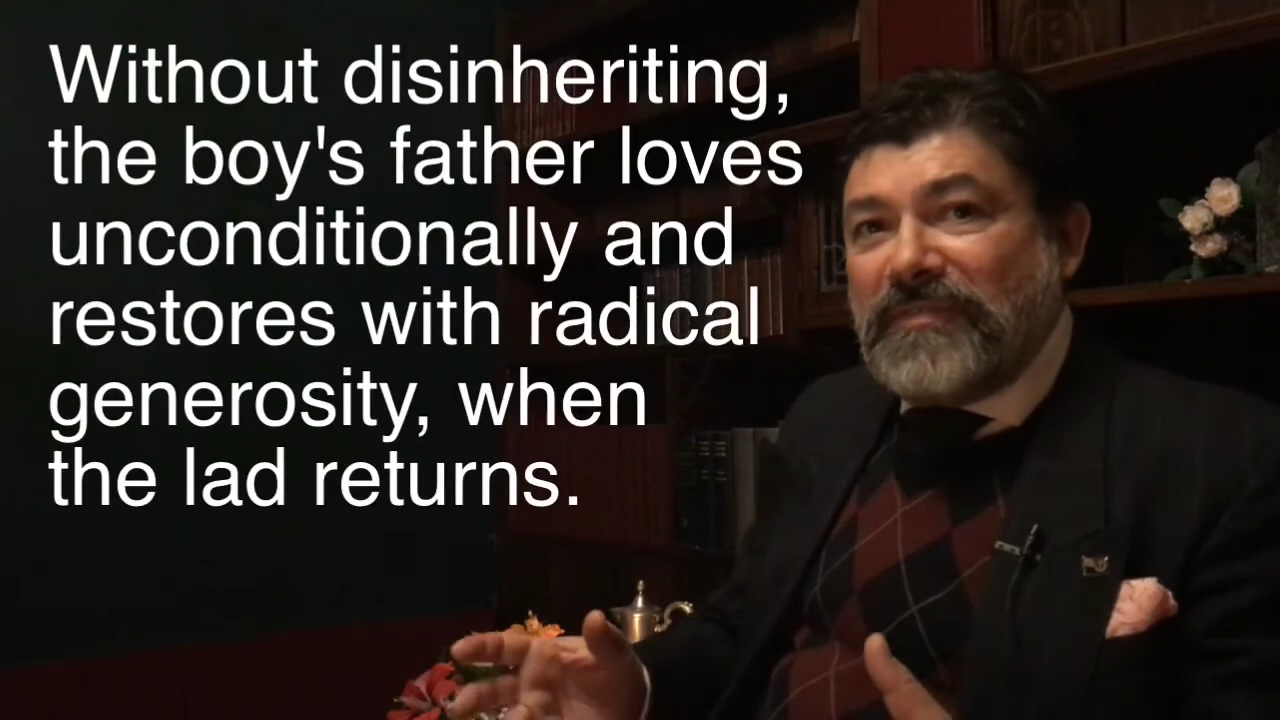 Without disinheriting,
the boy's father loves
unconditionally and
restores with radical
generosity, when
the lad returns.